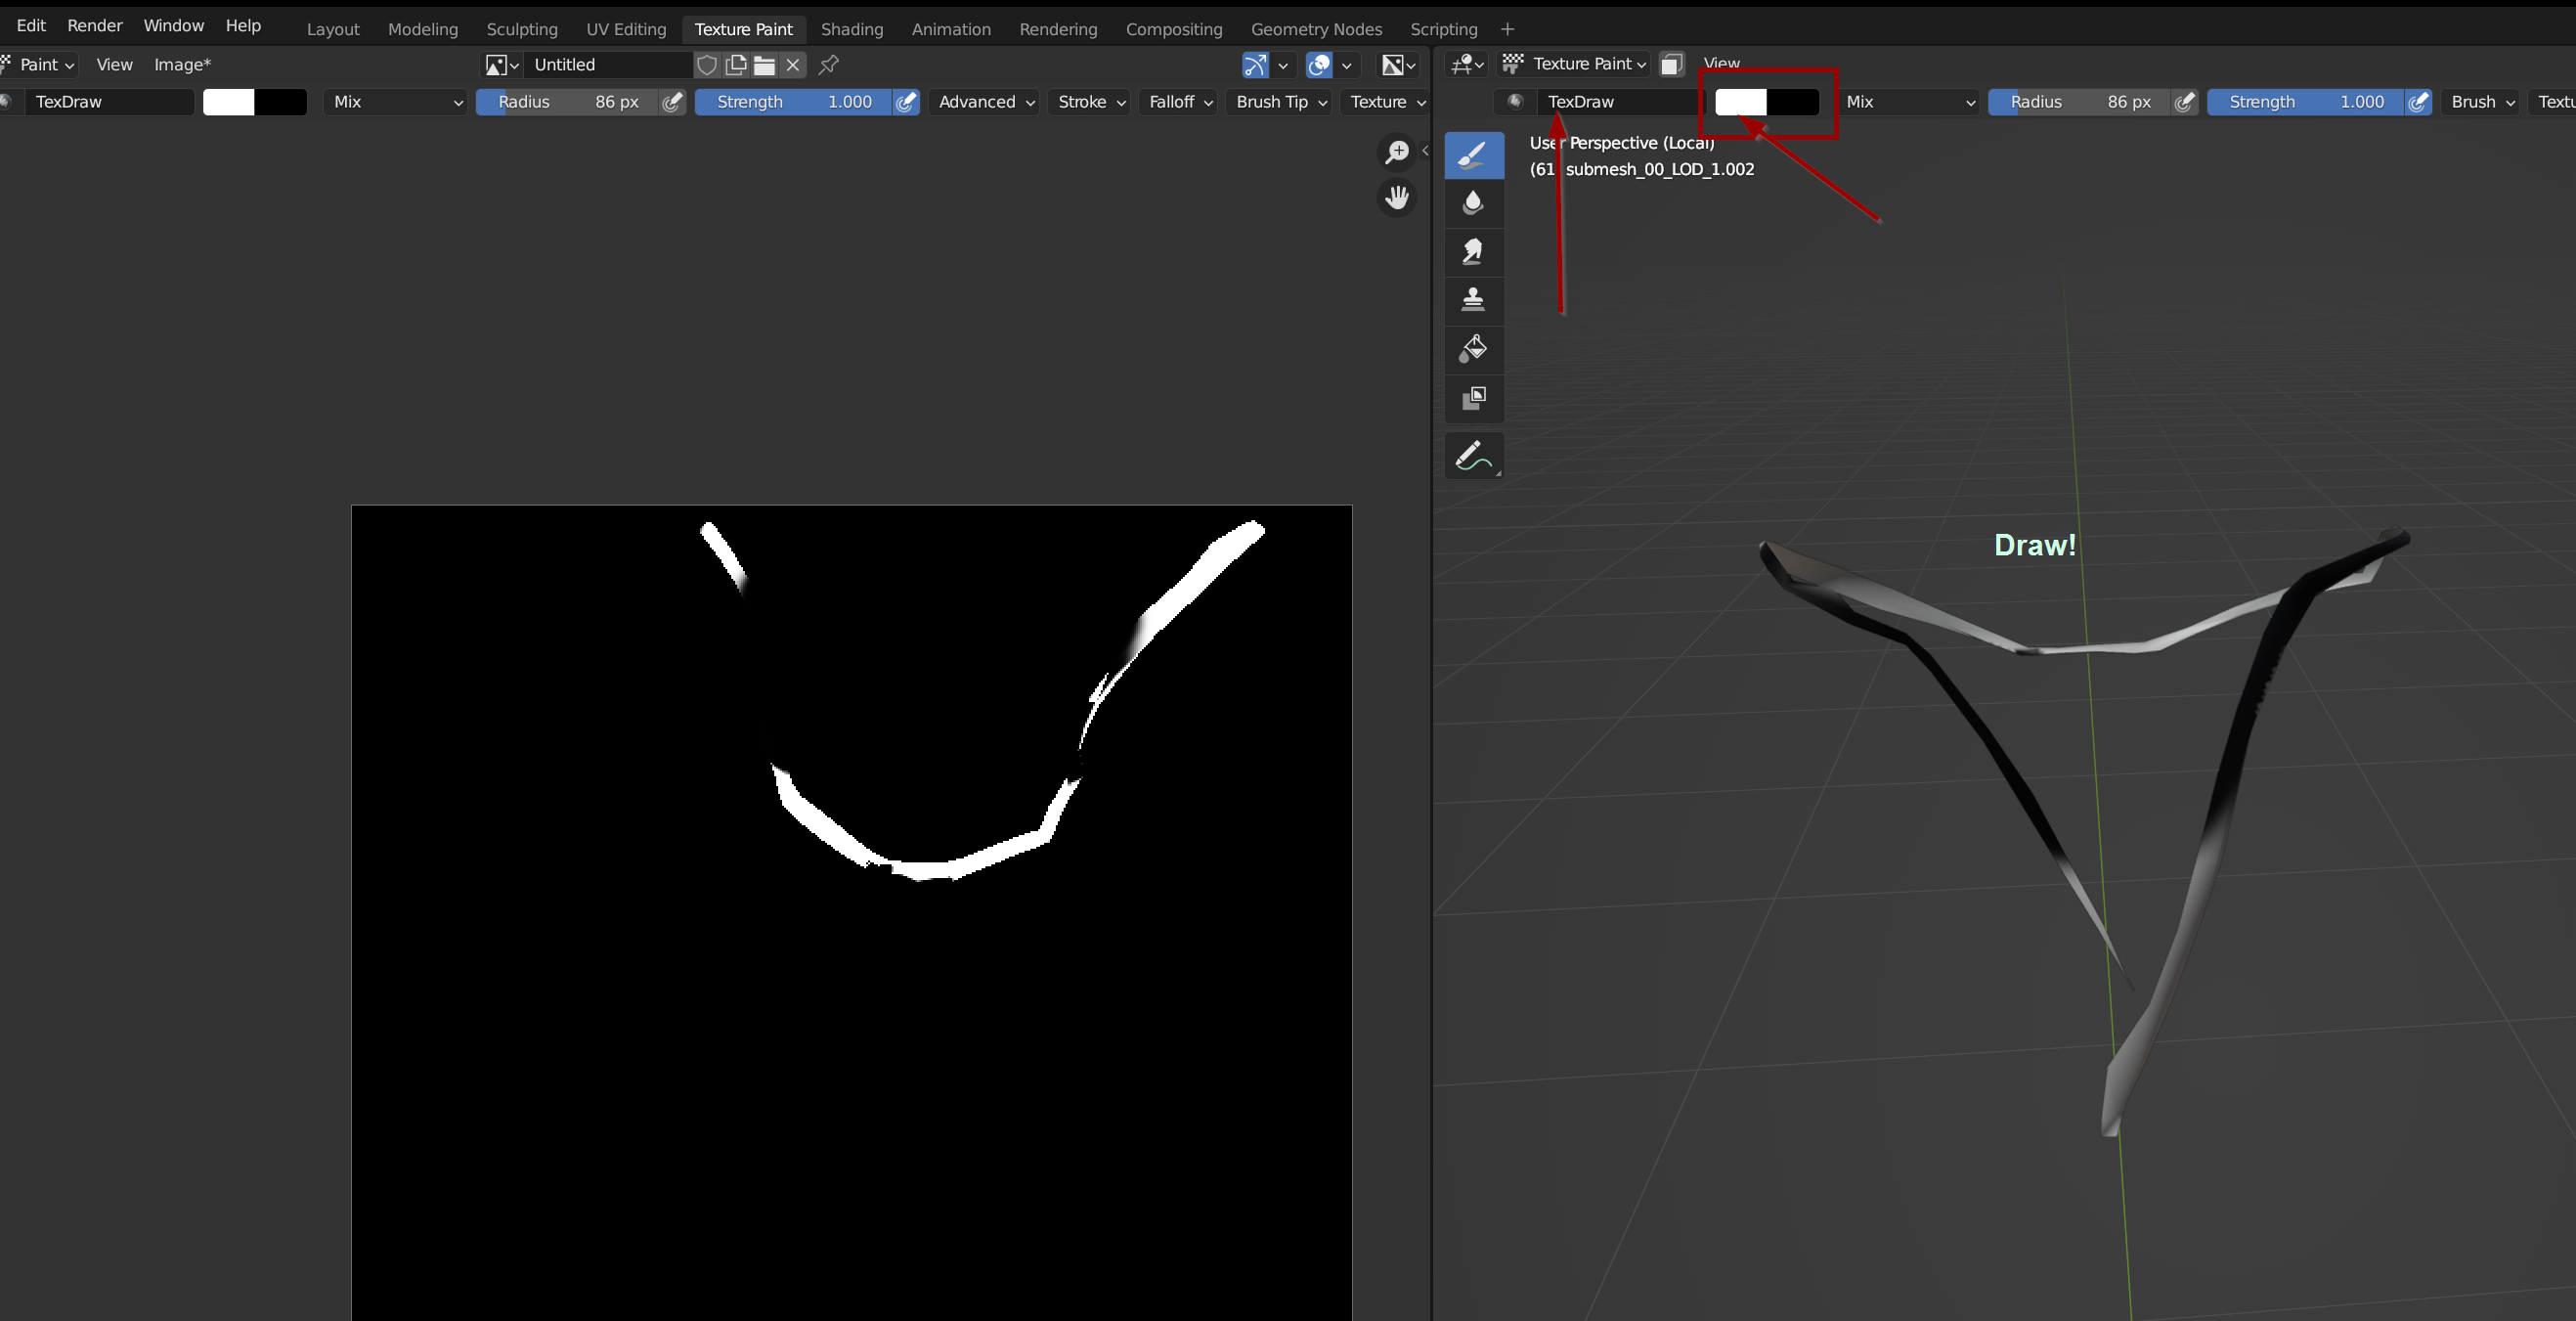 Edit Render Window Help Layout Modeling Sculpting UV Editing Texture Paint Shading Animation Rendering Compositing Geometry Nodes Scripting +
Paint View Image* Untitled
TexDraw Mix Radius 86 px Strength 1.000 Advanced Stroke Falloff Brush Tip Texture
Texture Paint View
TexDraw Mix Radius 86 px Strength 1.000 Brush
User Perspective (Local)
(61) submesh_00_LOD_1.002
Draw!